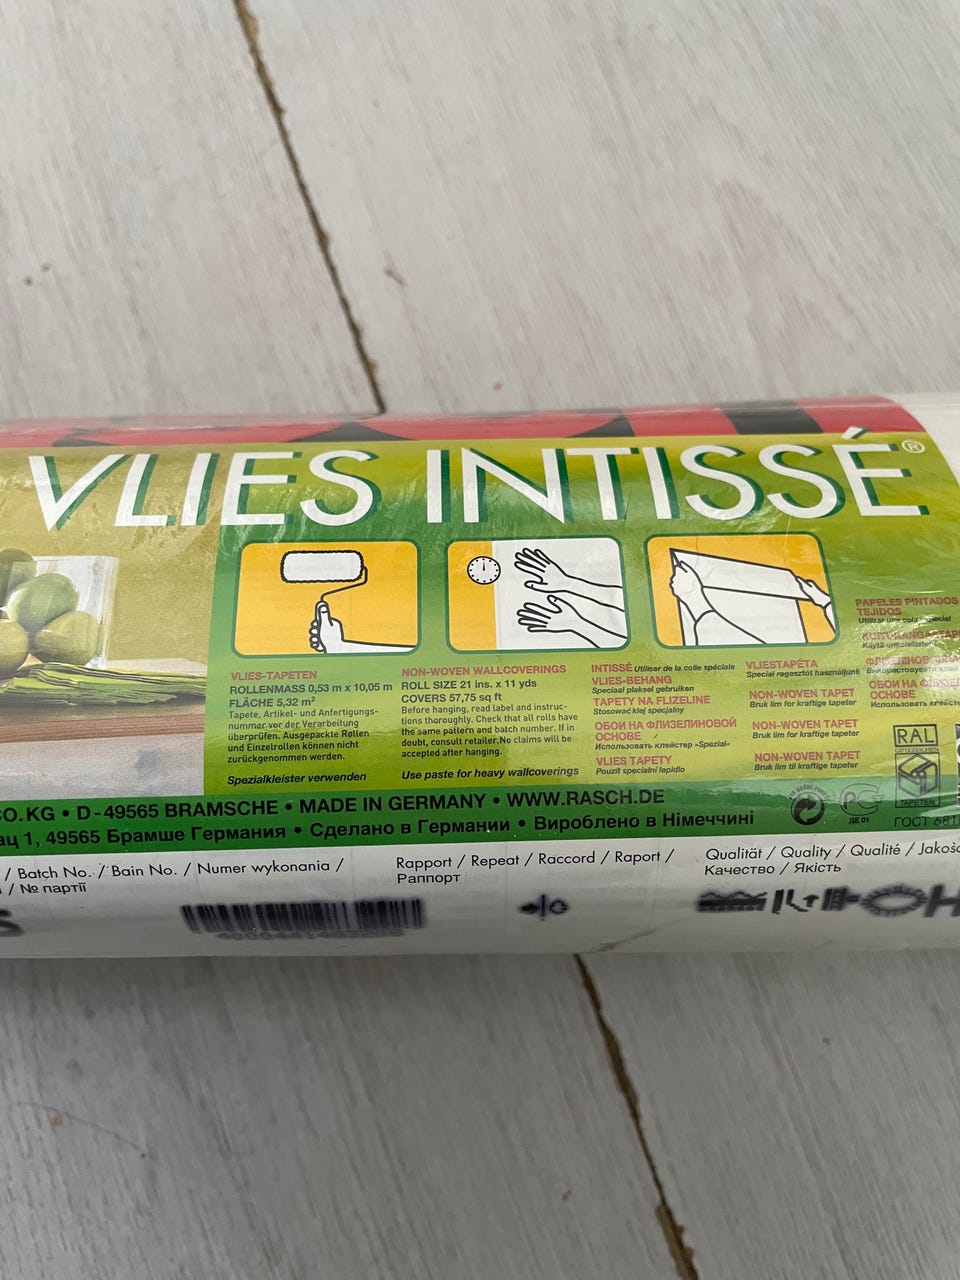 VLIES INTISSÉ®
VLIES-TAPETEN
ROLLENMASS 0,53 m x 10,05 m
FLÄCHE 5,32 m²
Tapete, Artikel- und Anfertigungs-
nummer vor der Verarbeitung
überprüfen. Ausgepackte Rollen
und Einzelrollen können nicht
zurückgenommen werden.
Spezialkleister verwenden
NON-WOVEN WALLCOVERINGS
ROLL SIZE 21 ins. x 11 yds
COVERS 57,75 sq ft
Before hanging, read label and instruc-
tions thoroughly. Check that all rolls have
the same pattern and batch number. If in
doubt, consult retailer.No claims will be
accepted after hanging.
Use paste for heavy wallcoverings
INTISSÉ Utiliser de la colle spéciale
VLIES-BEHANG
Speciaal plaksel gebruiken
TAPETY NA FLIZELINE
Stosować klej specjalny
ОБОИ НА ФЛИЗЕЛИНОВОЙ
ОСНОВЕ
Использовать клейстер »Spezial«
VLIES TAPETY
Použít speciální lepidlo
VLIESTAPÉTA
Special ragasztót használjunk
NON-WOVEN TAPET
Bruk lim for kraftige tapeter
NON-WOVEN TAPET
Bruk lim for kraftige tapeter
NON-WOVEN TAPET
Bruk lim til kraftige tapeter
PAPELES PINTADOS
TEJIDOS
Utilizar una cola
ОБОИ НА
ОСНОВЕ
Использовать
RAL
GÜTEZEICHEN
TAPETEN
ДЕ 01
ГОСТ
CO.KG • D-49565 BRAMSCHE • MADE IN GERMANY • WWW.RASCH.DE
1, 49565 Брамше Германия • Сделано в Германии • Вироблено в Німеччині
/ Batch No. / Bain No. / Numer wykonania /
/ № партії
Rapport / Repeat / Raccord / Raport /
Раппорт
Qualität / Quality / Qualité /
Качество / Якість